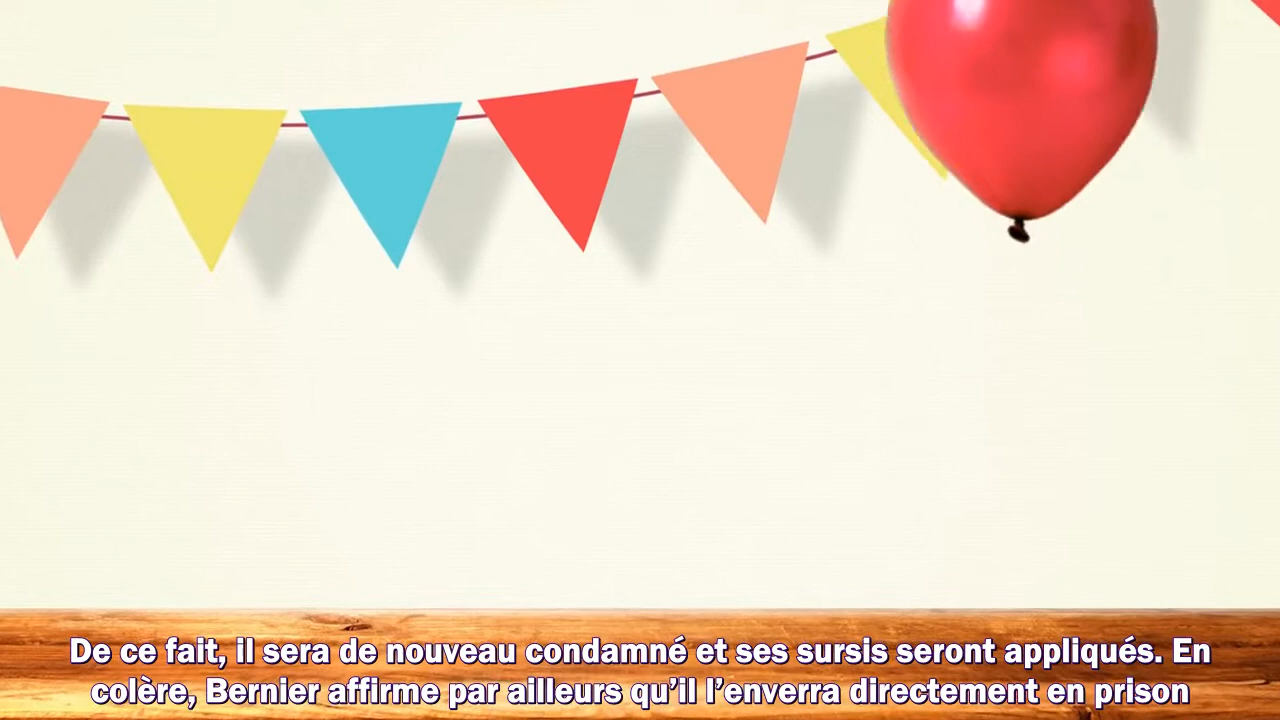 De ce fait, il sera de nouveau condamné et ses sursis seront appliqués. En
colère, Bernier affirme par ailleurs qu’il l’enverra directement en prison